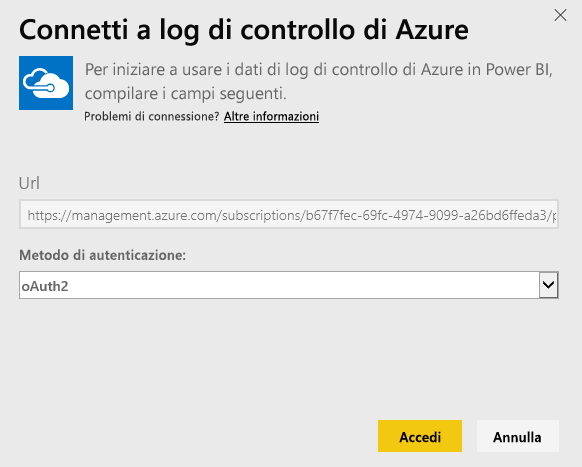 Connetti a log di controllo di Azure
Per iniziare a usare i dati di log di controllo di Azure in Power BI,
compilare i campi seguenti.
Problemi di connessione? Altre informazioni
Url
https://management.azure.com/subscriptions/b67f7fec-69fc-4974-9099-a26bd6ffeda3/p
Metodo di autenticazione:
oAuth2
Accedi
Annulla